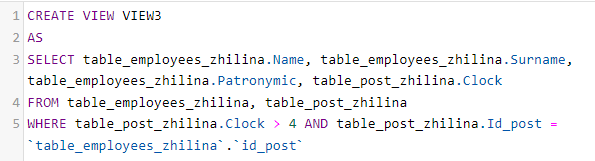 1 CREATE VIEW VIEW3
2 AS
3 SELECT table_employees_zhilina.Name, table_employees_zhilina.Surname,
table_employees_zhilina.Patronymic, table_post_zhilina.Clock
4 FROM table_employees_zhilina, table_post_zhilina
5 WHERE table_post_zhilina.Clock > 4 AND table_post_zhilina.Id_post =
`table_employees_zhilina`.`id_post`